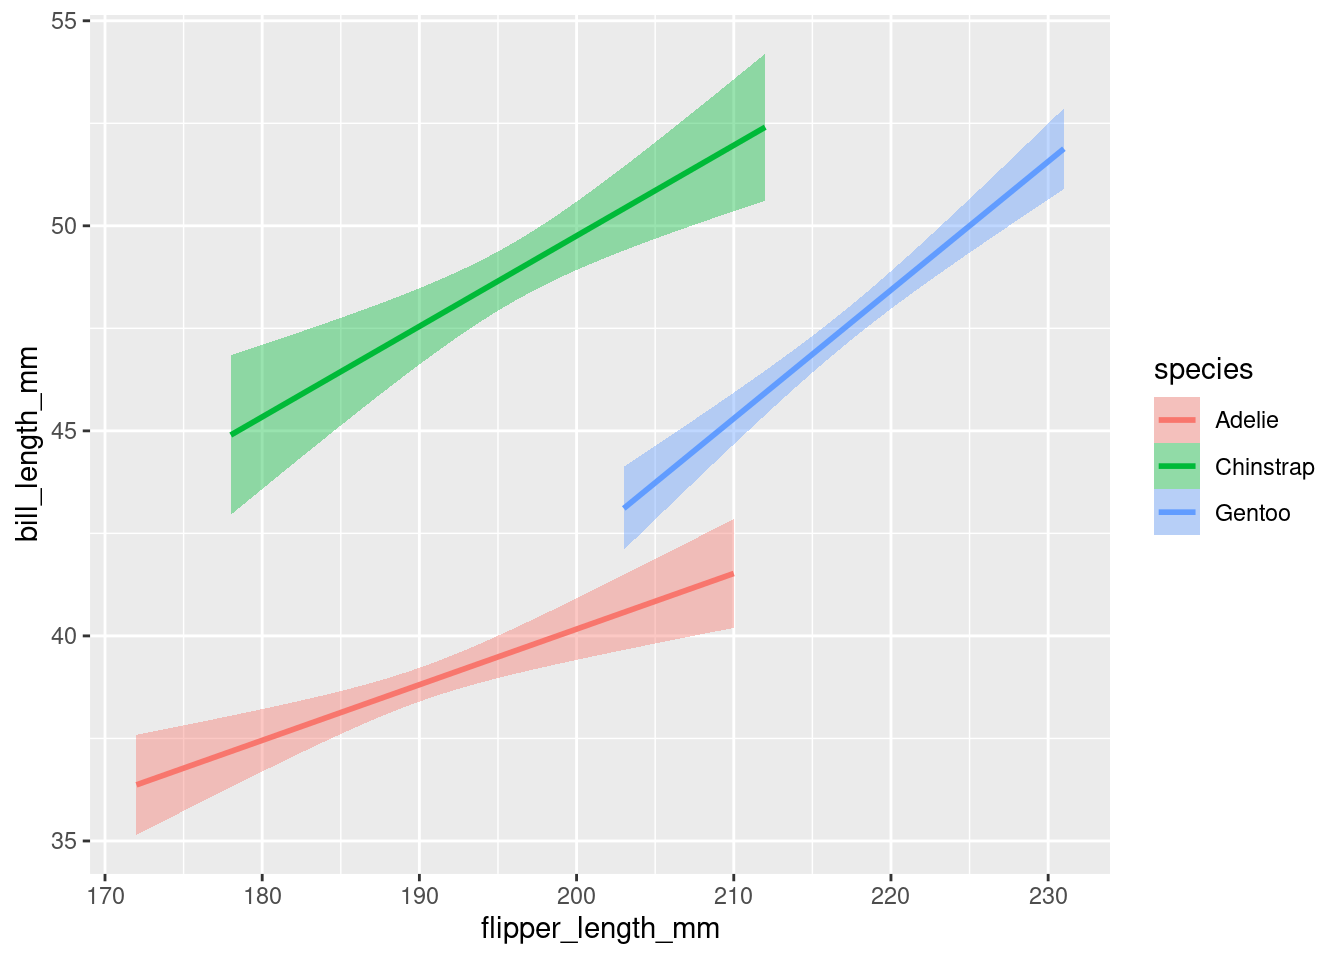 55
50
45
40
35
bill_length_mm
170 180 190 200 210 220 230
flipper_length_mm
species
Adelie
Chinstrap
Gentoo